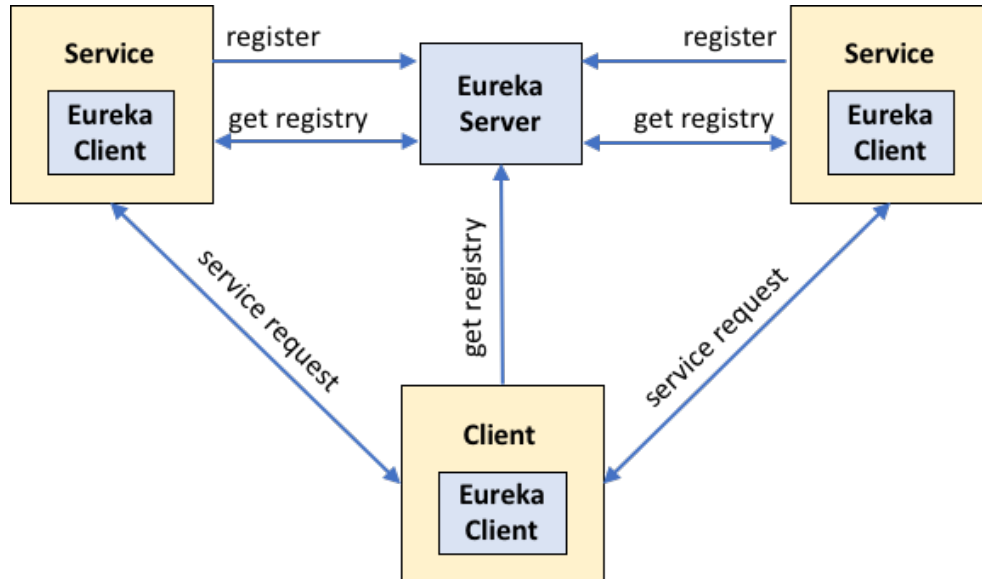 register
register
Service
Eureka
Server
Service
Eureka
Client
get registry
get registry
Eureka
Client
get registry
service request
service request
Client
Eureka
Client